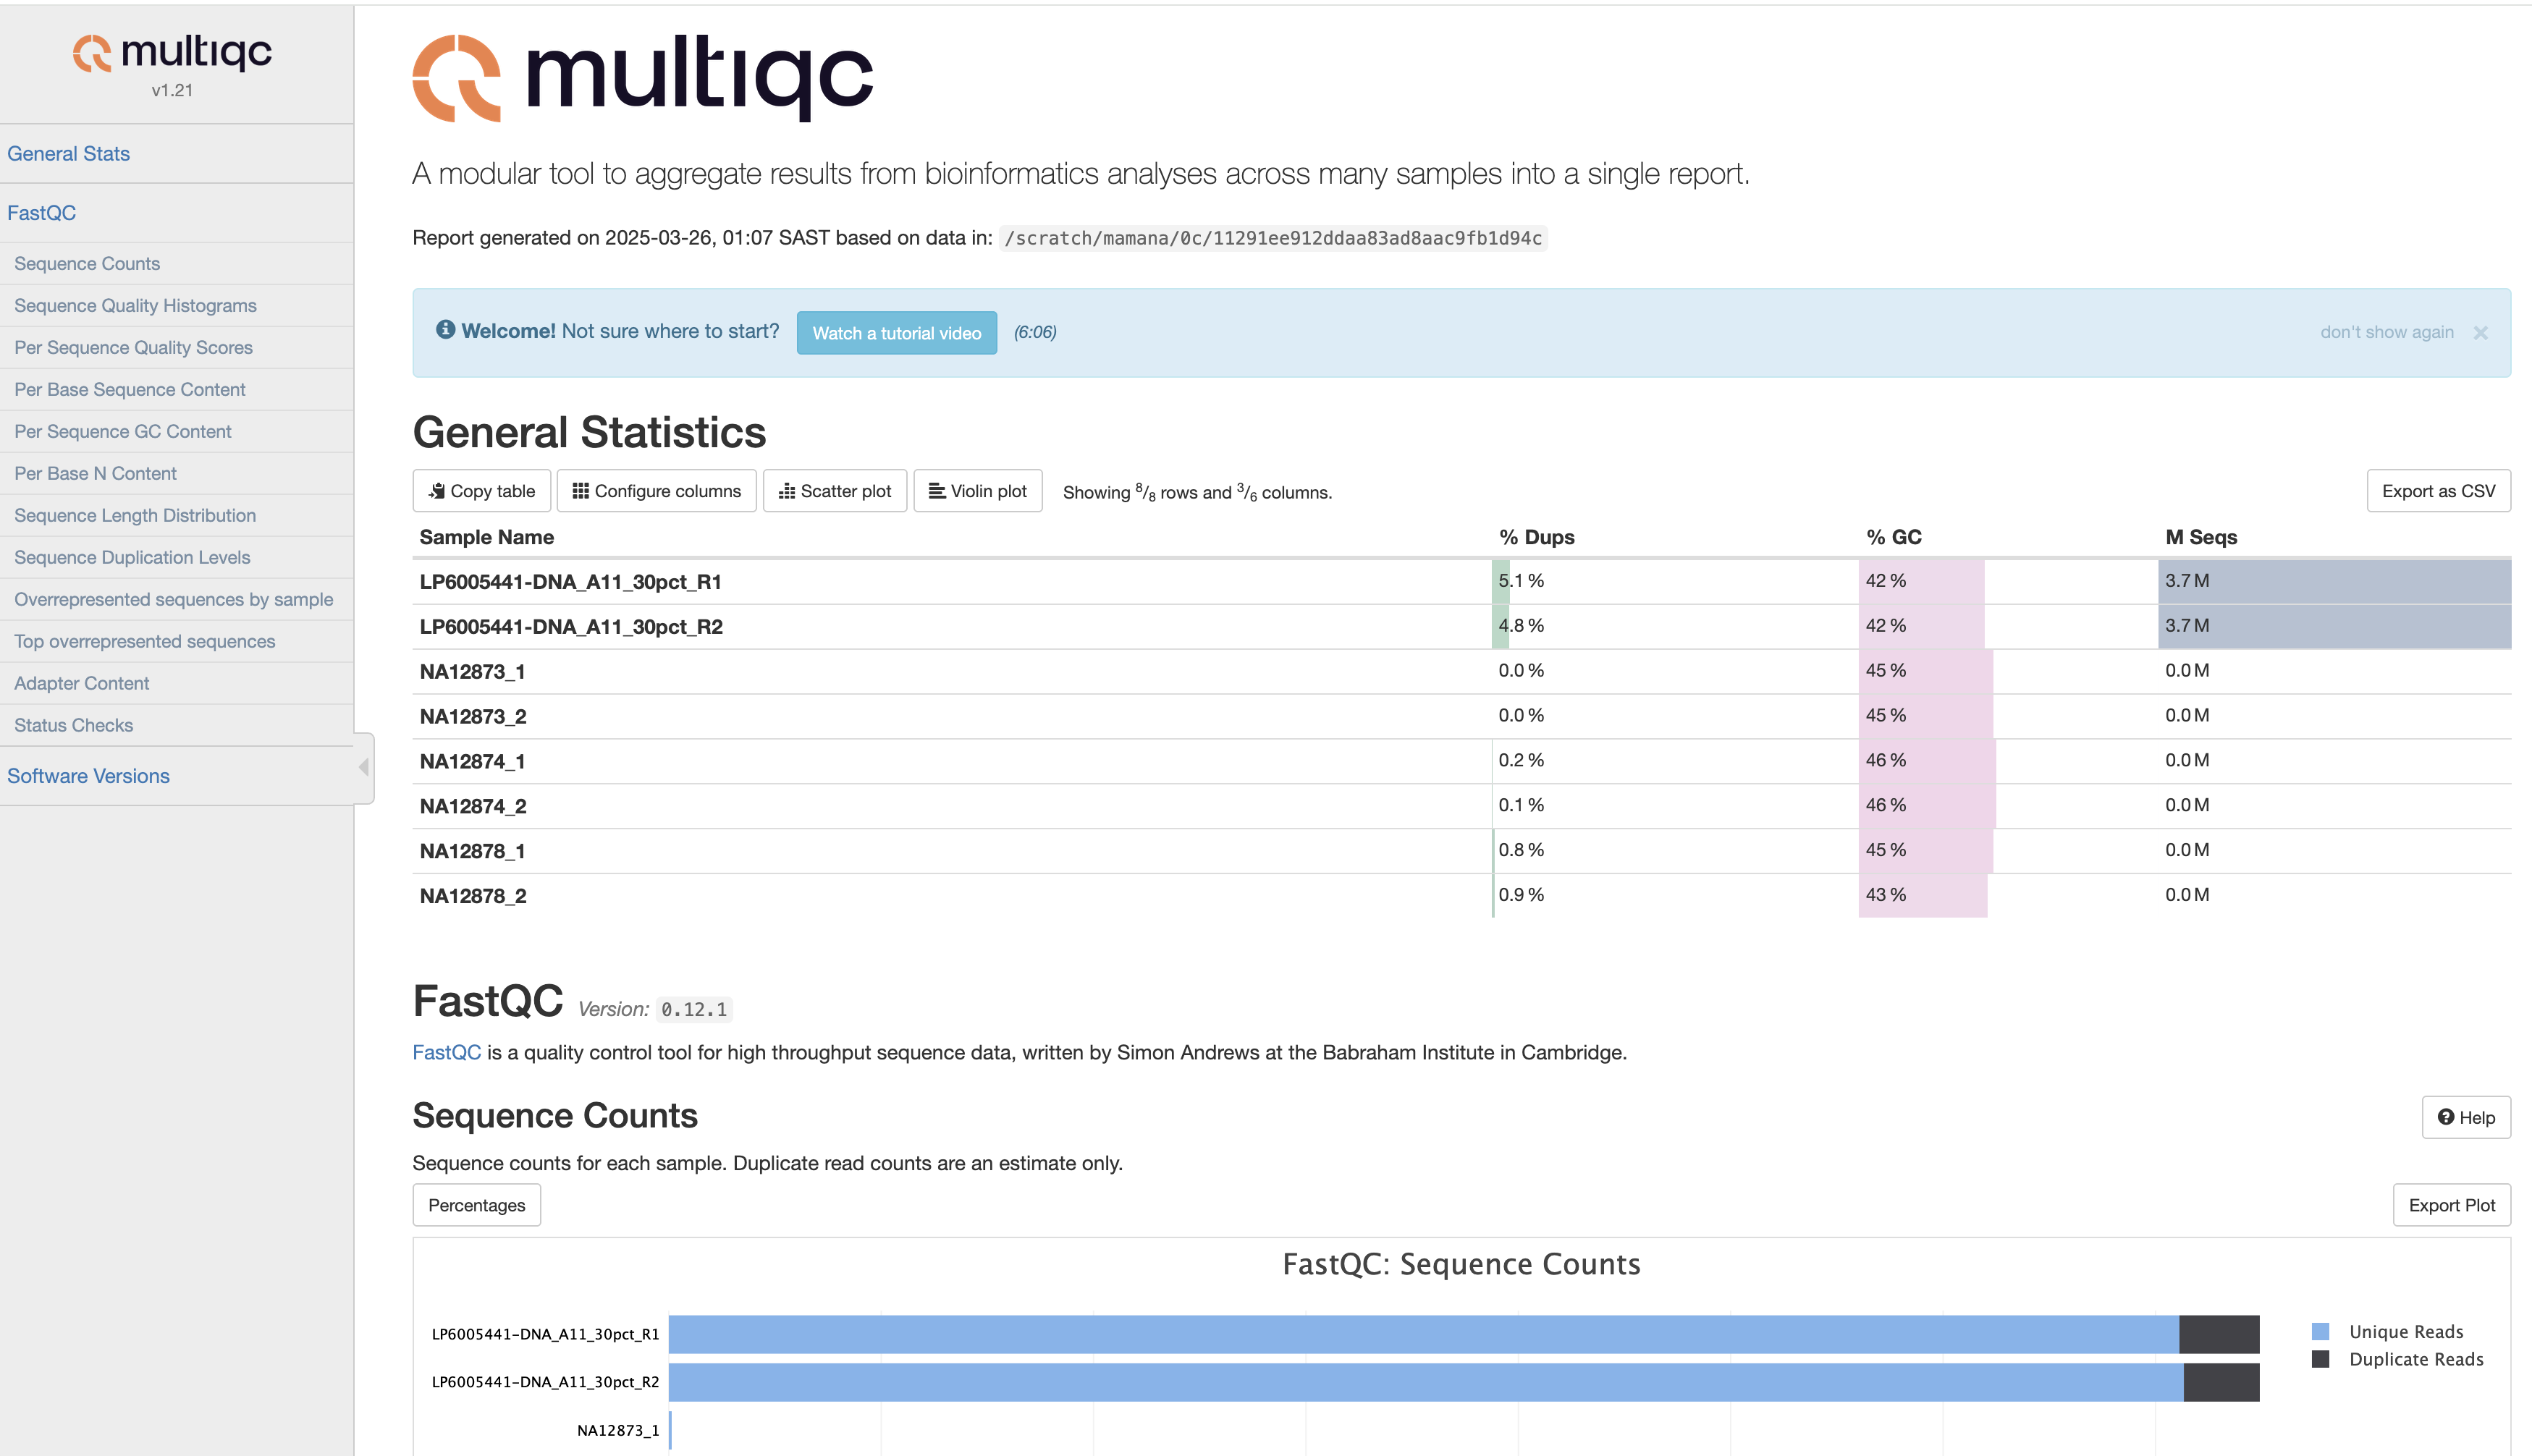 multiqc
v1.21
General Stats
FastQC
Sequence Counts
Sequence Quality Histograms
Per Sequence Quality Scores
Per Base Sequence Content
Per Sequence GC Content
Per Base N Content
Sequence Length Distribution
Sequence Duplication Levels
Overrepresented sequences by sample
Top overrepresented sequences
Adapter Content
Status Checks
Software Versions
multiqc
A modular tool to aggregate results from bioinformatics analyses across many samples into a single report.
Report generated on 2025-03-26, 01:07 SAST based on data in: /scratch/mamana/0c/11291ee912ddaa83ad8aac9fb1d94c
Welcome! Not sure where to start? Watch a tutorial video (6:06) don't show again ×
General Statistics
Copy table Configure columns Scatter plot Violin plot Showing 8/8 rows and 3/6 columns. Export as CSV
Sample Name % Dups % GC M Seqs
LP6005441-DNA_A11_30pct_R1 5.1 % 42 % 3.7 M
LP6005441-DNA_A11_30pct_R2 4.8 % 42 % 3.7 M
NA12873_1 0.0 % 45 % 0.0 M
NA12873_2 0.0 % 45 % 0.0 M
NA12874_1 0.2 % 46 % 0.0 M
NA12874_2 0.1 % 46 % 0.0 M
NA12878_1 0.8 % 45 % 0.0 M
NA12878_2 0.9 % 43 % 0.0 M
FastQC Version: 0.12.1
FastQC is a quality control tool for high throughput sequence data, written by Simon Andrews at the Babraham Institute in Cambridge.
Sequence Counts
Help
Sequence counts for each sample. Duplicate read counts are an estimate only.
Percentages Export Plot
FastQC: Sequence Counts
LP6005441-DNA_A11_30pct_R1
LP6005441-DNA_A11_30pct_R2
NA12873_1
Unique Reads
Duplicate Reads